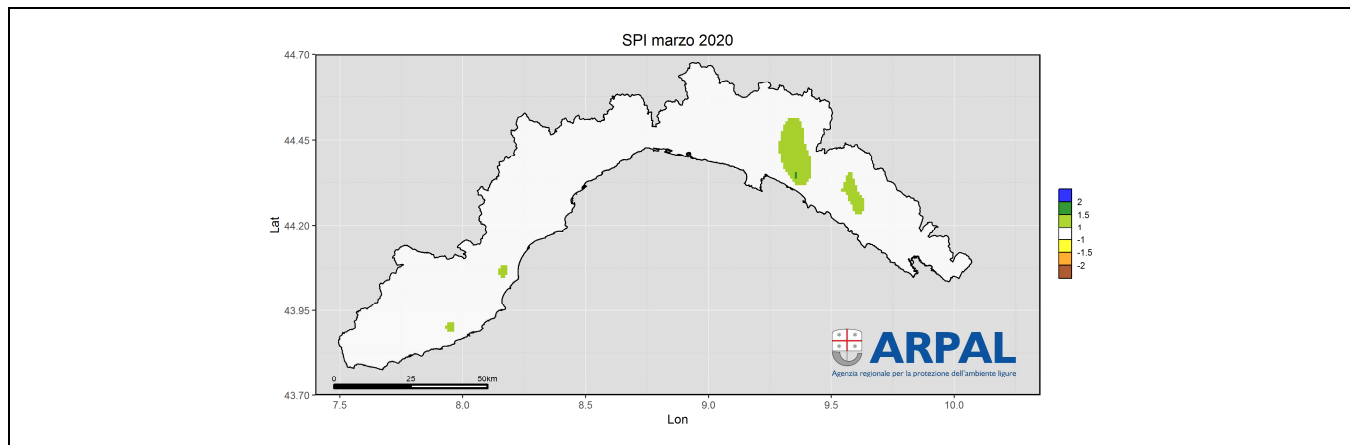 SPI marzo 2020
44.70
44.45
44.20
43.95
43.70
Lat
2
1.5
1
-1
-1.5
-2
ARPAL
Agenzia regionale per la protezione dell'ambiente ligure
0 25 50km
7.5 8.0 8.5 9.0 9.5 10.0
Lon